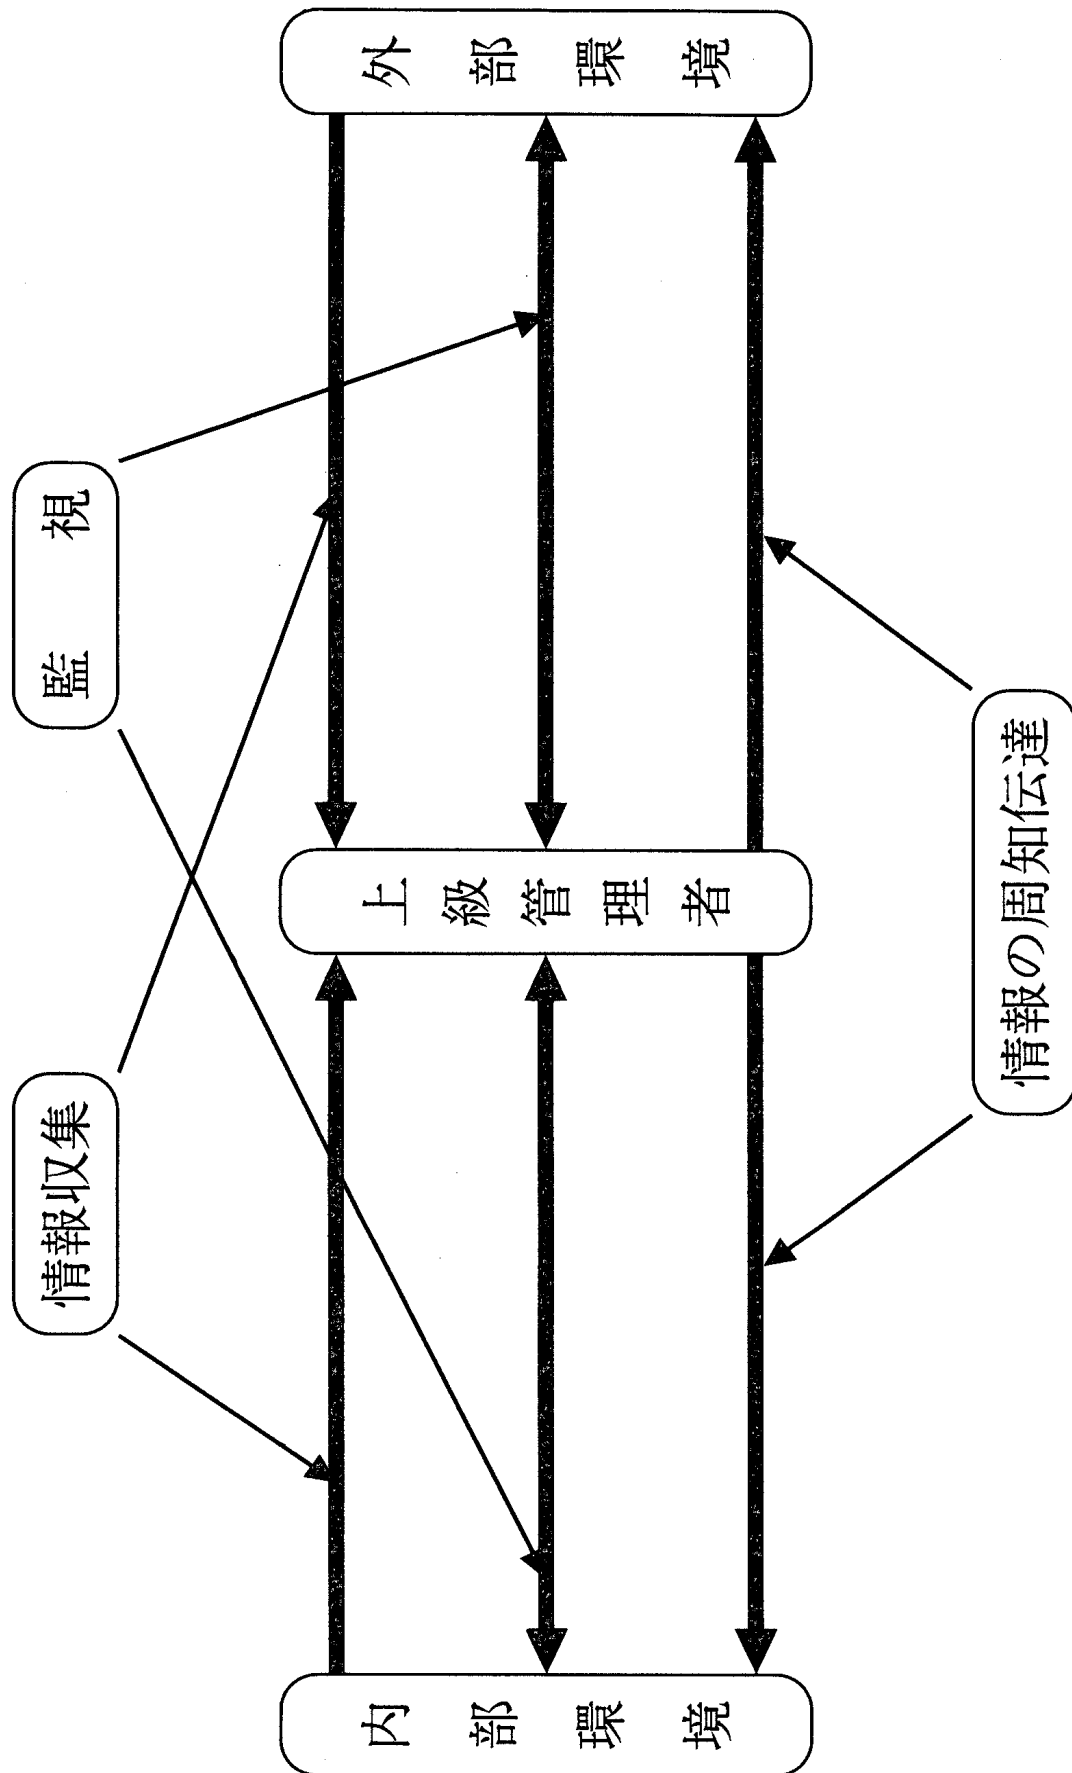 情報収集
監視
内部環境
上級管理者
外部環境
情報の周知伝達